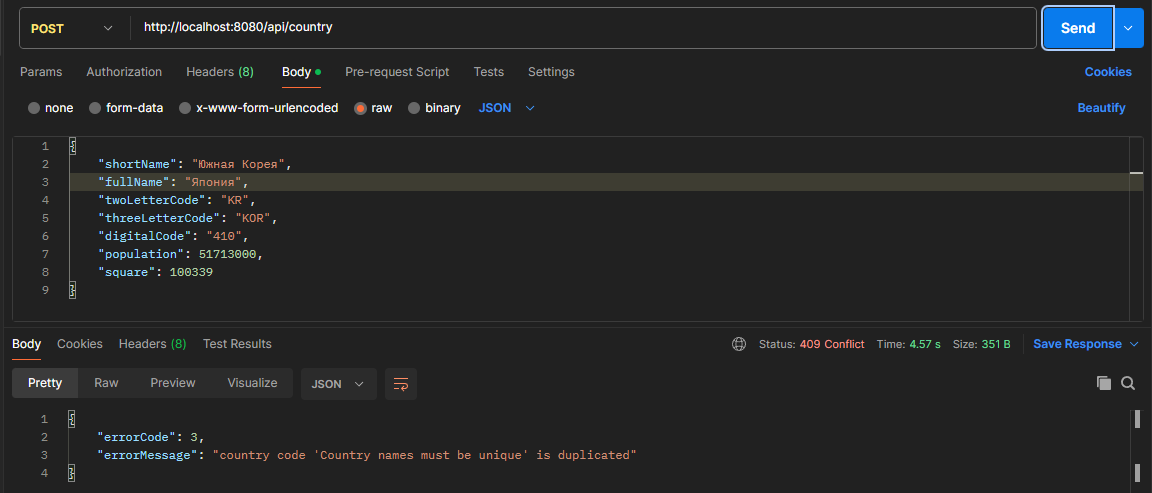 POST http://localhost:8080/api/country Send
Params Authorization Headers (8) Body Pre-request Script Tests Settings Cookies
none form-data x-www-form-urlencoded raw binary JSON Beautify
1 {
2 "shortName": "Южная Корея",
3 "fullName": "Япония",
4 "twoLetterCode": "KR",
5 "threeLetterCode": "KOR",
6 "digitalCode": "410",
7 "population": 51713000,
8 "square": 100339
9 }
Body Cookies Headers (8) Test Results Status: 409 Conflict Time: 4.57 s Size: 351 B Save Response
Pretty Raw Preview Visualize JSON
1 {
2 "errorCode": 3,
3 "errorMessage": "country code 'Country names must be unique' is duplicated"
4 }